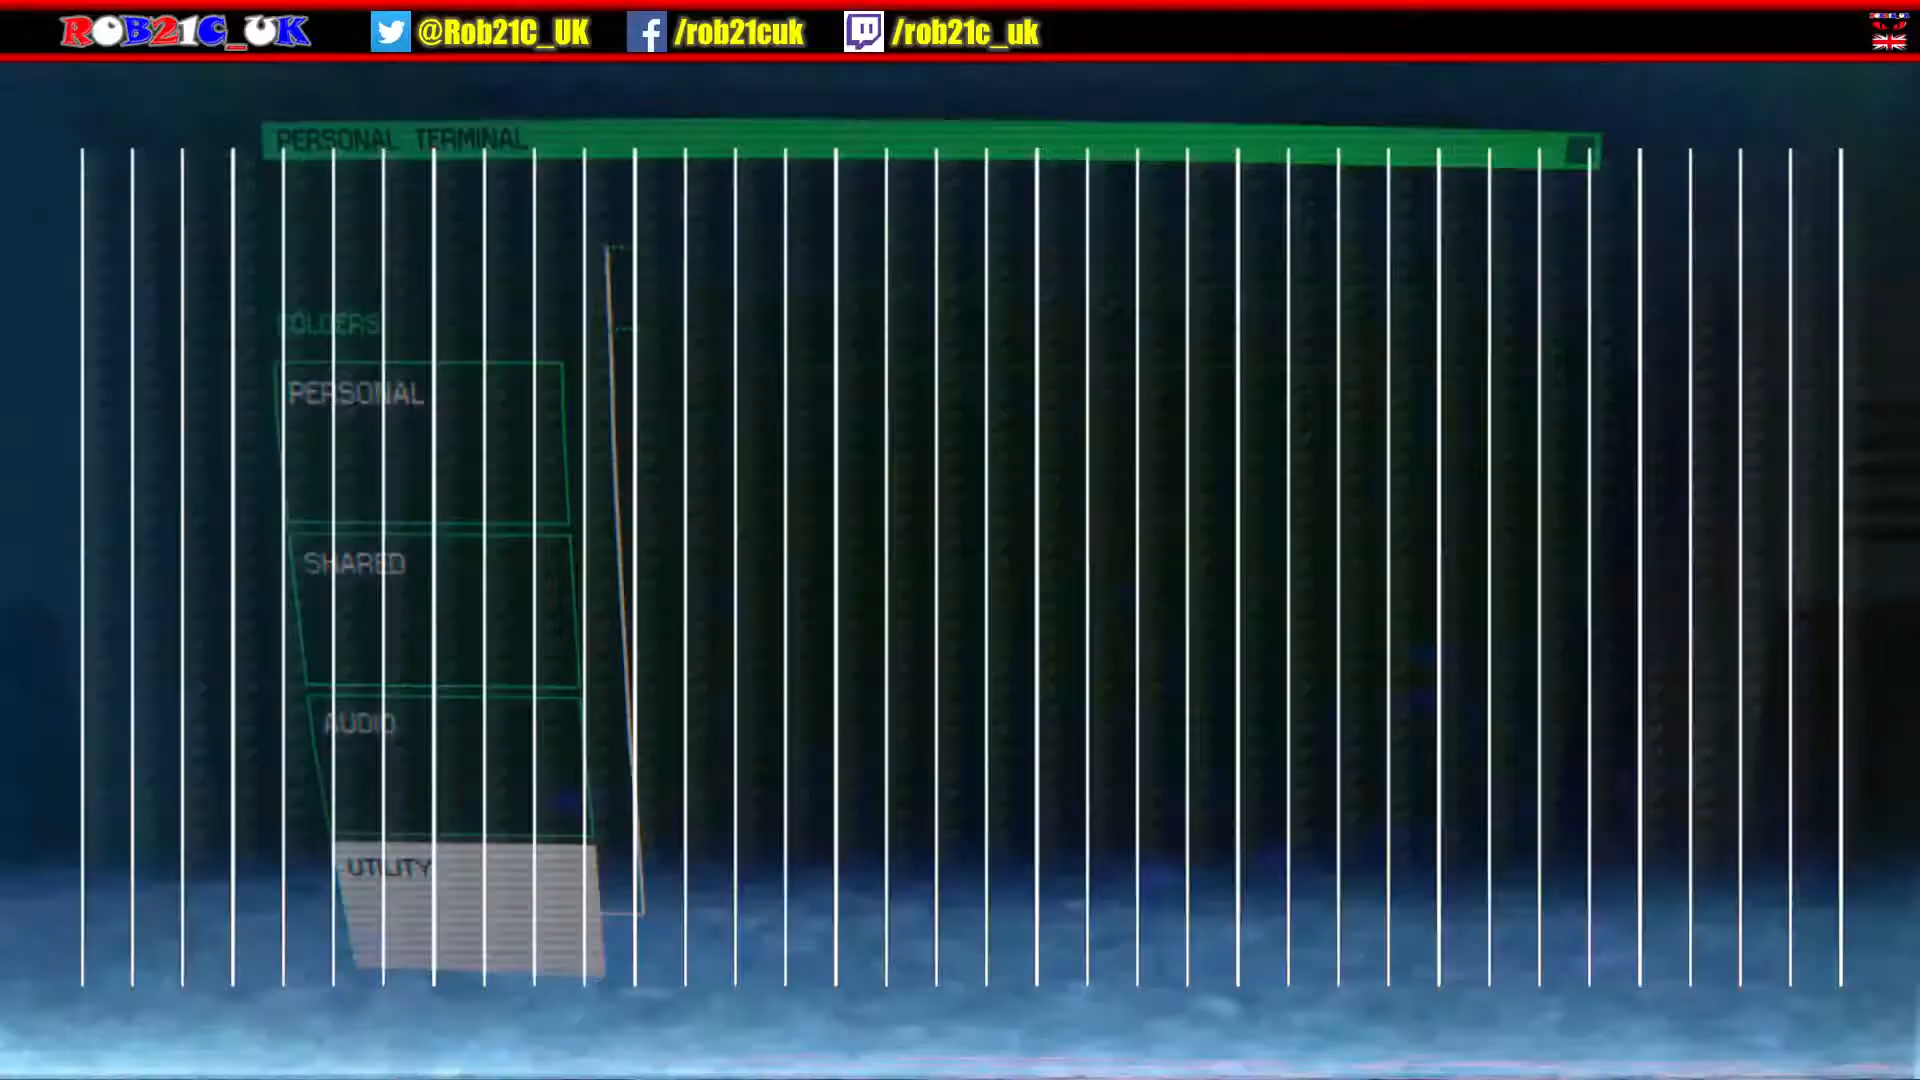 ROB21C_UK @Rob21C_UK /rob21cuk /rob21c_uk
PERSONAL TERMINAL
FOLDERS
PERSONAL
SHARED
AUDIO
UTILITY